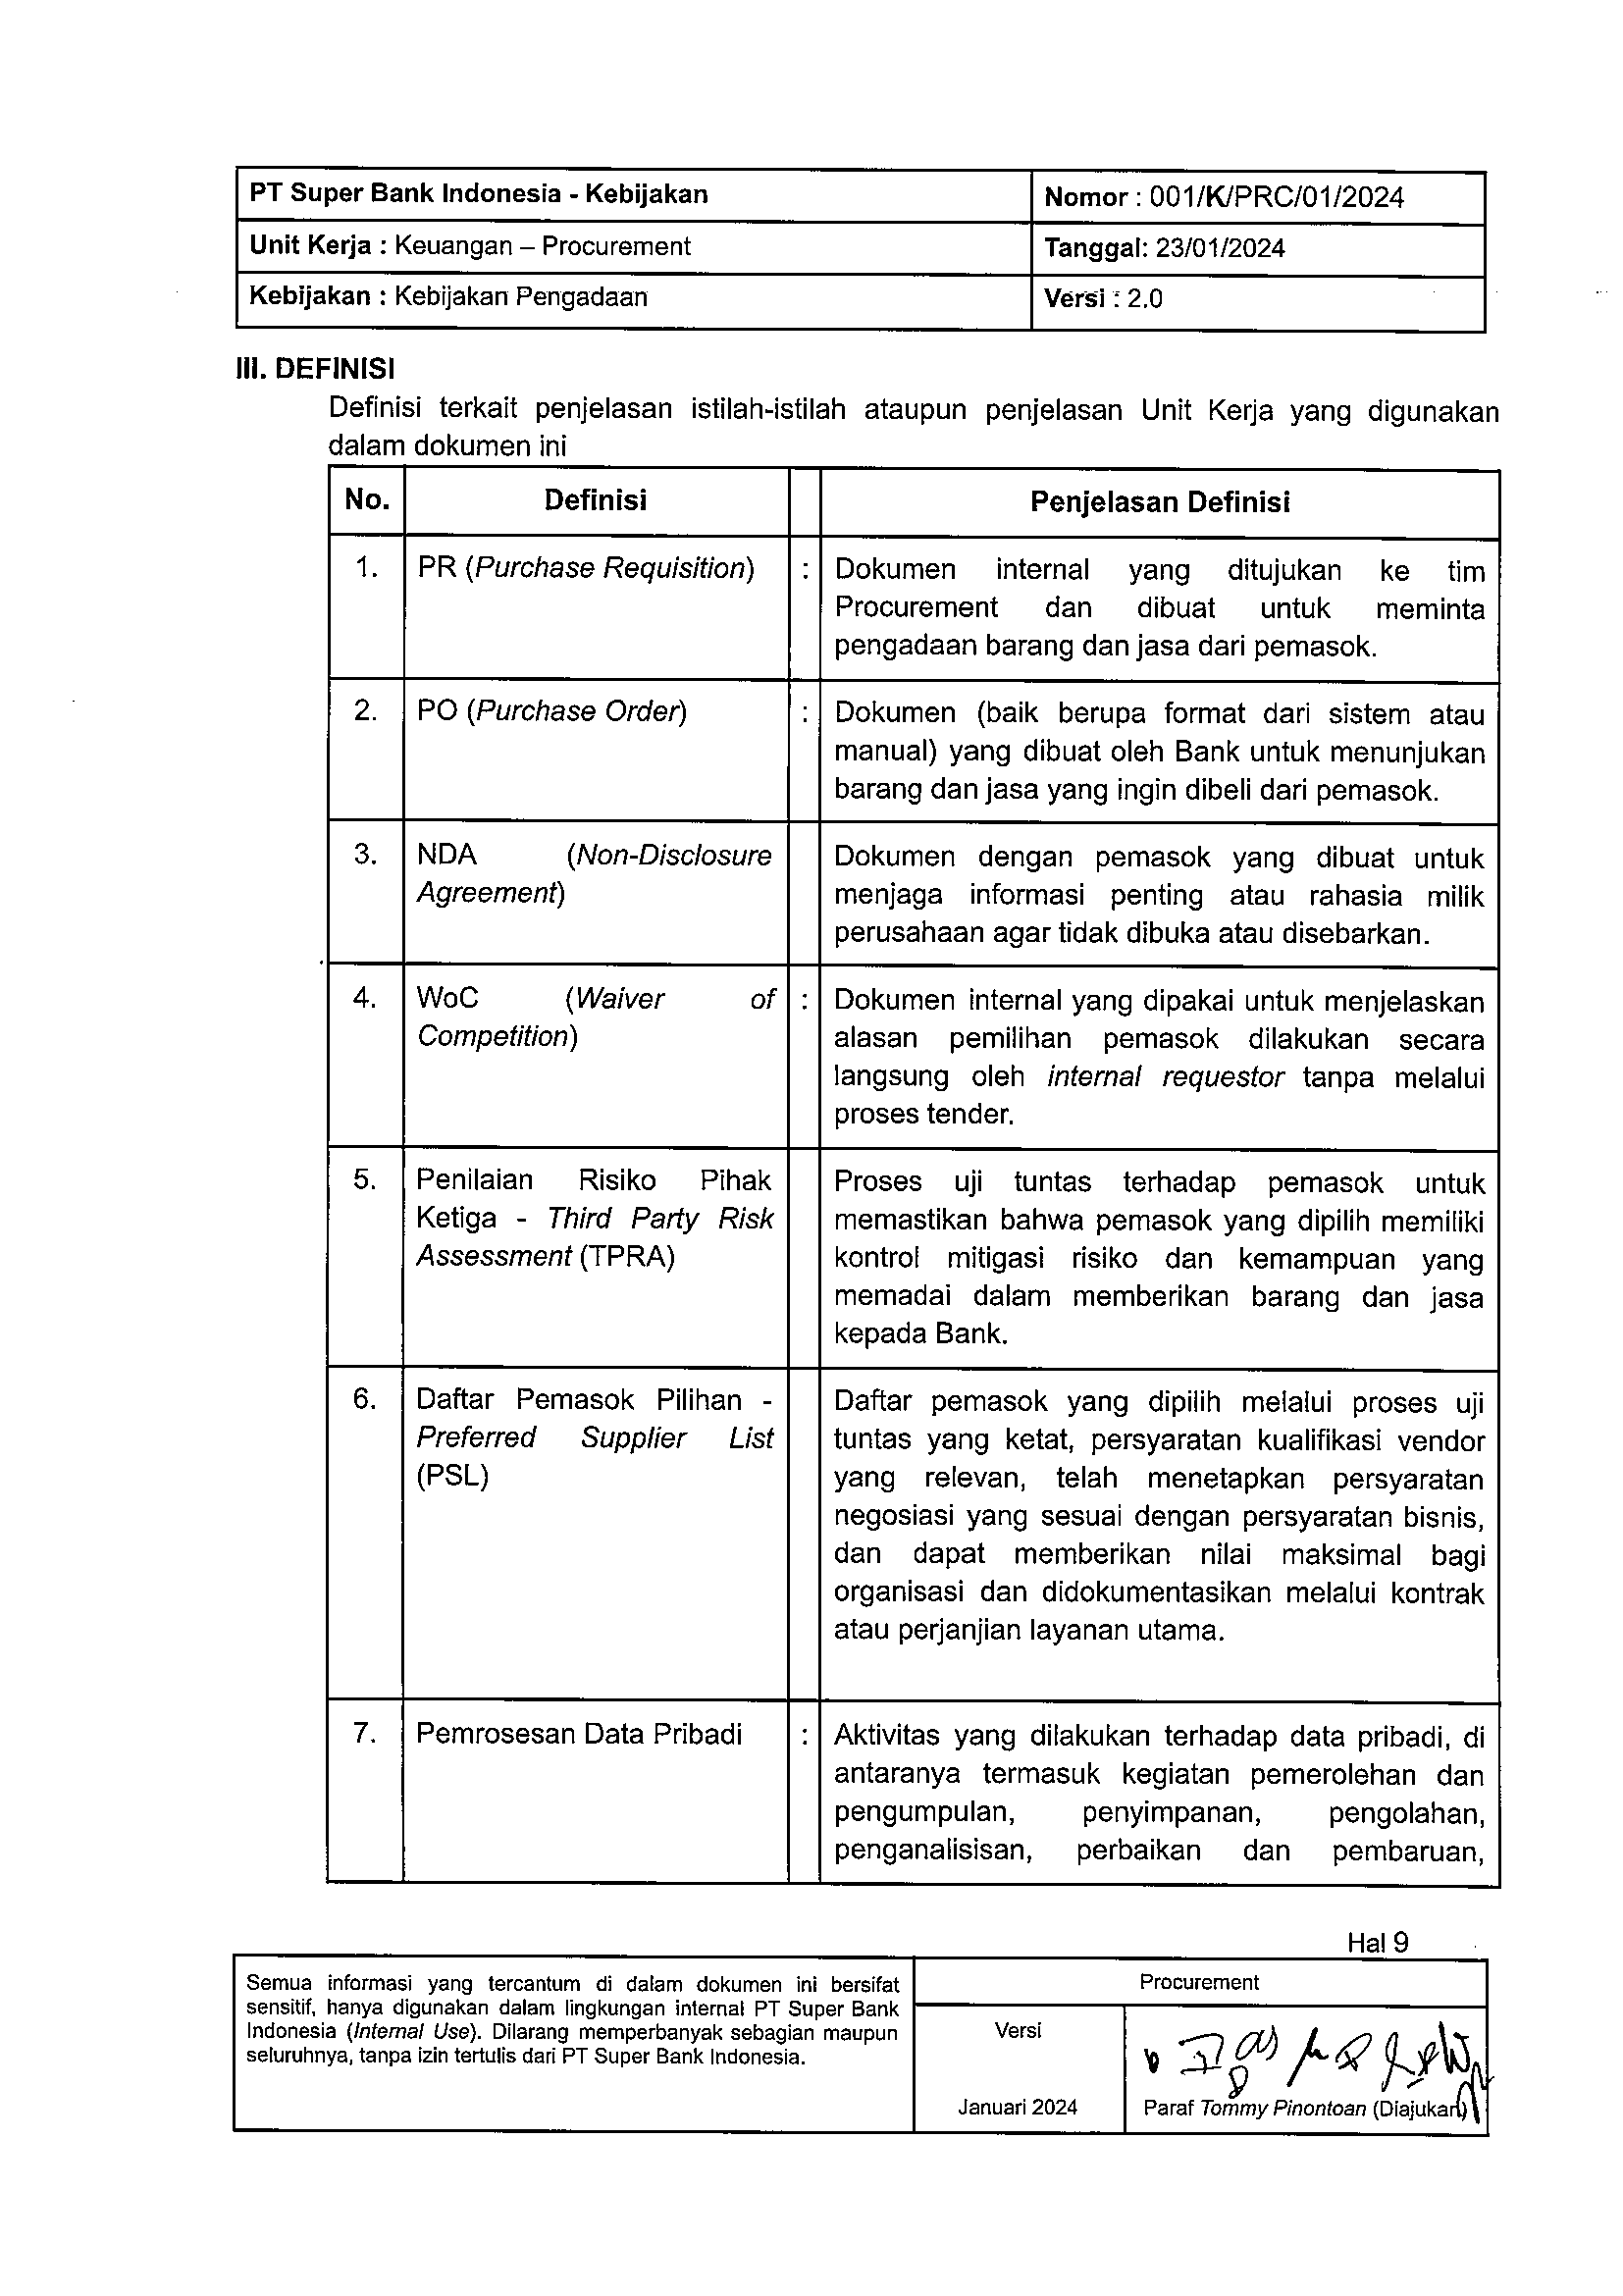 PT Super Bank Indonesia - Kebijakan
Nomor : 001/K/PRC/01/2024
Unit Kerja : Keuangan – Procurement
Tanggal: 23/01/2024
Kebijakan : Kebijakan Pengadaan
Versi : 2.0
III. DEFINISI
Definisi terkait penjelasan istilah-istilah ataupun penjelasan Unit Kerja yang digunakan
dalam dokumen ini
No. Definisi Penjelasan Definisi
1. PR (Purchase Requisition) : Dokumen internal yang ditujukan ke tim
Procurement dan dibuat untuk meminta
pengadaan barang dan jasa dari pemasok.
2. PO (Purchase Order) : Dokumen (baik berupa format dari sistem atau
manual) yang dibuat oleh Bank untuk menunjukan
barang dan jasa yang ingin dibeli dari pemasok.
3. NDA (Non-Disclosure
Agreement)
Dokumen dengan pemasok yang dibuat untuk
menjaga informasi penting atau rahasia milik
perusahaan agar tidak dibuka atau disebarkan.
4. WoC (Waiver of
Competition)
: Dokumen internal yang dipakai untuk menjelaskan
alasan pemilihan pemasok dilakukan secara
langsung oleh internal requestor tanpa melalui
proses tender.
5. Penilaian Risiko Pihak
Ketiga - Third Party Risk
Assessment (TPRA)
Proses uji tuntas terhadap pemasok untuk
memastikan bahwa pemasok yang dipilih memiliki
kontrol mitigasi risiko dan kemampuan yang
memadai dalam memberikan barang dan jasa
kepada Bank.
6. Daftar Pemasok Pilihan -
Preferred Supplier List
(PSL)
Daftar pemasok yang dipilih melalui proses uji
tuntas yang ketat, persyaratan kualifikasi vendor
yang relevan, telah menetapkan persyaratan
negosiasi yang sesuai dengan persyaratan bisnis,
dan dapat memberikan nilai maksimal bagi
organisasi dan didokumentasikan melalui kontrak
atau perjanjian layanan utama.
7. Pemrosesan Data Pribadi : Aktivitas yang dilakukan terhadap data pribadi, di
antaranya termasuk kegiatan pemerolehan dan
pengumpulan, penyimpanan, pengolahan,
penganalisisan, perbaikan dan pembaruan,
Hal 9
Semua informasi yang tercantum di dalam dokumen ini bersifat
sensitif, hanya digunakan dalam lingkungan internal PT Super Bank
Indonesia (Internal Use). Dilarang memperbanyak sebagian maupun
seluruhnya, tanpa izin tertulis dari PT Super Bank Indonesia.
Procurement
Versi
Januari 2024
Paraf Tommy Pinontoan (Diajukan)